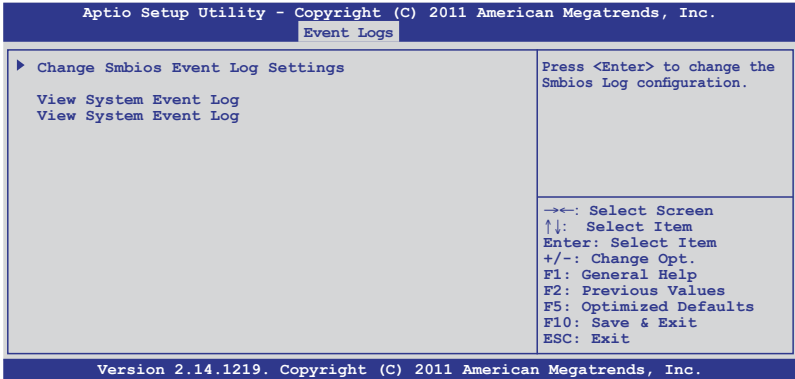 Aptio Setup Utility - Copyright (C) 2011 American Megatrends, Inc.
Event Logs
Change Smbios Event Log Settings
View System Event Log
View System Event Log
Press <Enter> to change the
Smbios Log configuration.
→←: Select Screen
↑↓: Select Item
Enter: Select Item
+/-: Change Opt.
F1: General Help
F2: Previous Values
F5: Optimized Defaults
F10: Save & Exit
ESC: Exit
Version 2.14.1219. Copyright (C) 2011 American Megatrends, Inc.